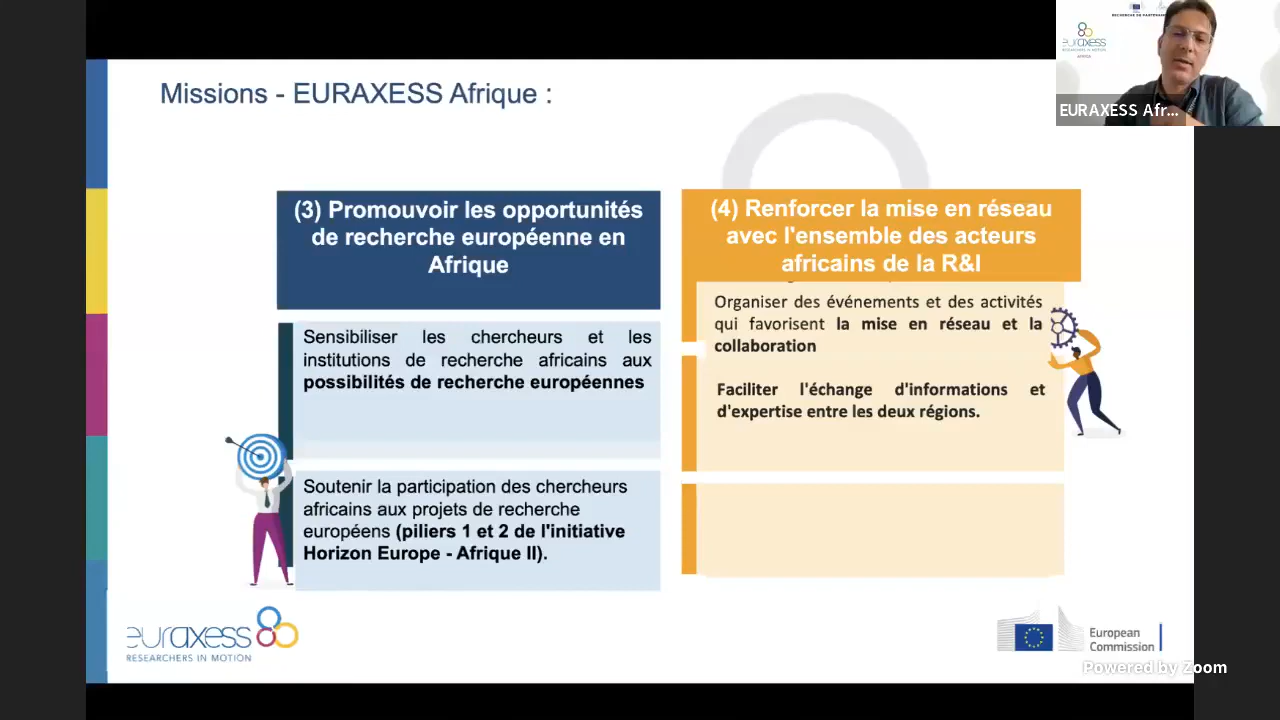 Missions - EURAXESS Afrique :
(3) Promouvoir les opportunités
de recherche européenne en
Afrique
Sensibiliser les chercheurs et les
institutions de recherche africains aux
possibilités de recherche européennes
Soutenir la participation des chercheurs
africains aux projets de recherche
européens (piliers 1 et 2 de l'initiative
Horizon Europe - Afrique II).
(4) Renforcer la mise en réseau
avec l'ensemble des acteurs
africains de la R&I
Organiser des événements et des activités
qui favorisent la mise en réseau et la
collaboration
Faciliter l'échange d'informations et
d'expertise entre les deux régions.
euraxess
RESEARCHERS IN MOTION
European
Commission
Powered by Zoom
euraxess
RESEARCHERS IN MOTION
AFRICA
EURAXESS Afr...